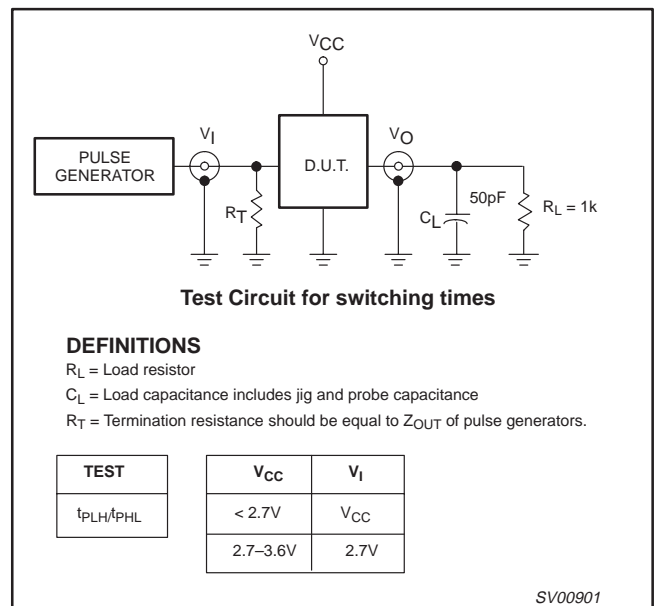 VCC
VI
VO
PULSE
GENERATOR
D.U.T.
RT
50pF
CL
RL = 1k
Test Circuit for switching times
DEFINITIONS
RL = Load resistor
CL = Load capacitance includes jig and probe capacitance
RT = Termination resistance should be equal to ZOUT of pulse generators.
TEST
tPLH/tPHL
VCC VI
< 2.7V VCC
2.7–3.6V 2.7V
SV00901